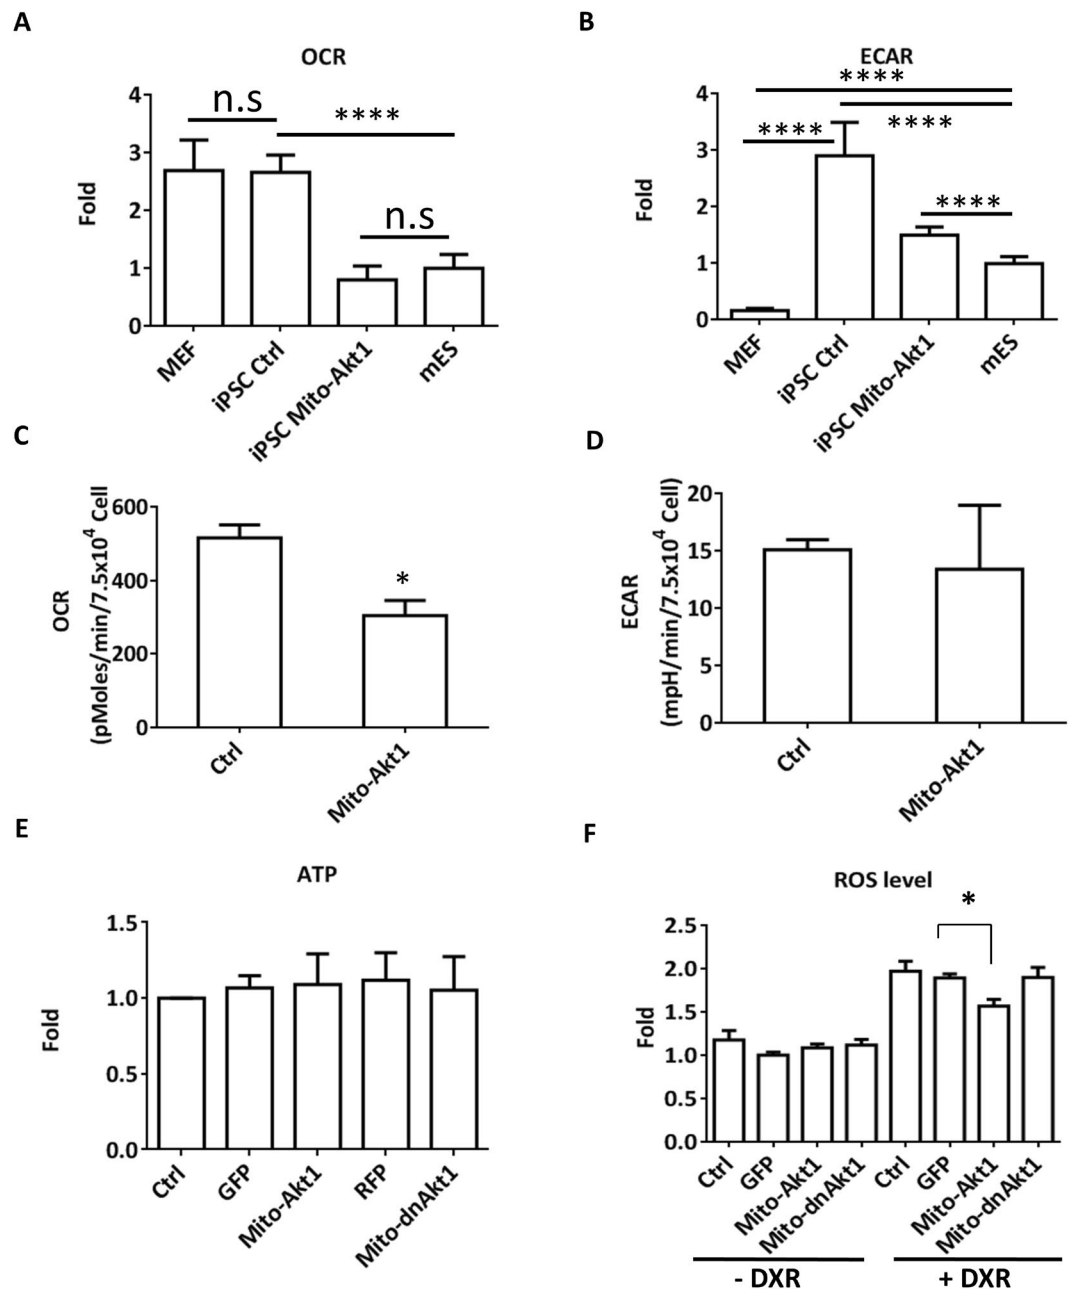 A
OCR
Fold
4
3
2
1
0
n.s
****
n.s
MEF
iPSC Ctrl
iPSC Mito-Akt1
mES
B
ECAR
Fold
4
3
2
1
0
****
****
****
****
MEF
iPSC Ctrl
iPSC Mito-Akt1
mES
C
OCR
(pMoles/min/7.5x10⁴ Cell
600
400
200
0
*
Ctrl
Mito-Akt1
D
ECAR
(mpH/min/7.5x10⁴ Cell)
20
15
10
5
0
Ctrl
Mito-Akt1
E
ATP
Fold
1.5
1.0
0.5
0.0
Ctrl
GFP
Mito-Akt1
RFP
Mito-dnAkt1
F
ROS level
Fold
2.5
2.0
1.5
1.0
0.5
0.0
*
Ctrl
GFP
Mito-Akt1
Mito-dnAkt1
Ctrl
GFP
Mito-Akt1
Mito-dnAkt1
- DXR
+ DXR